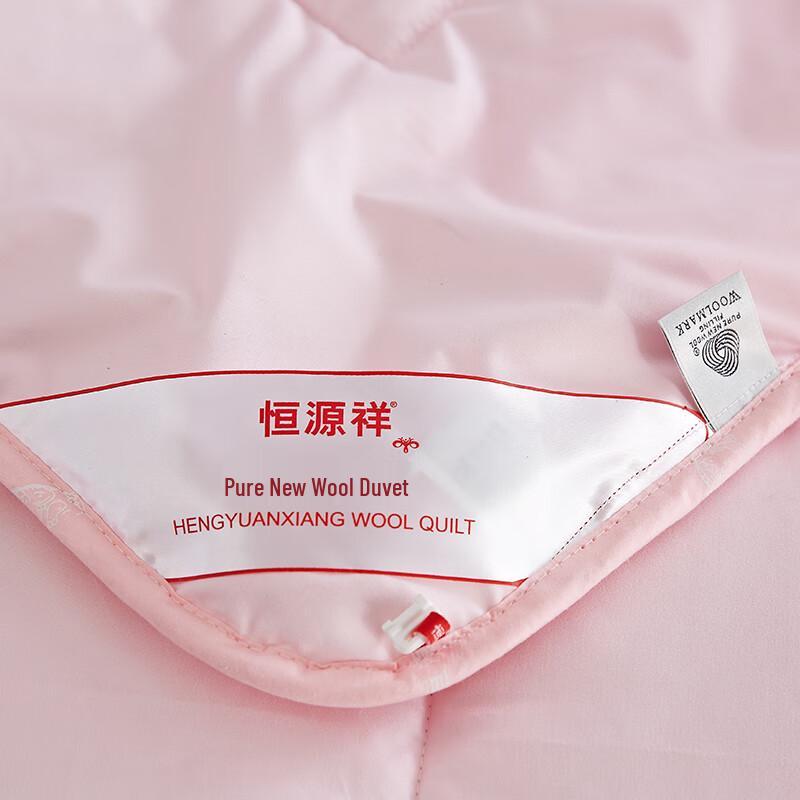 恒源祥®
Pure New Wool Duvet
HENGYUANXIANG WOOL QUILT
WOOLMARK
PURE NEW WOOL
FILLING
®